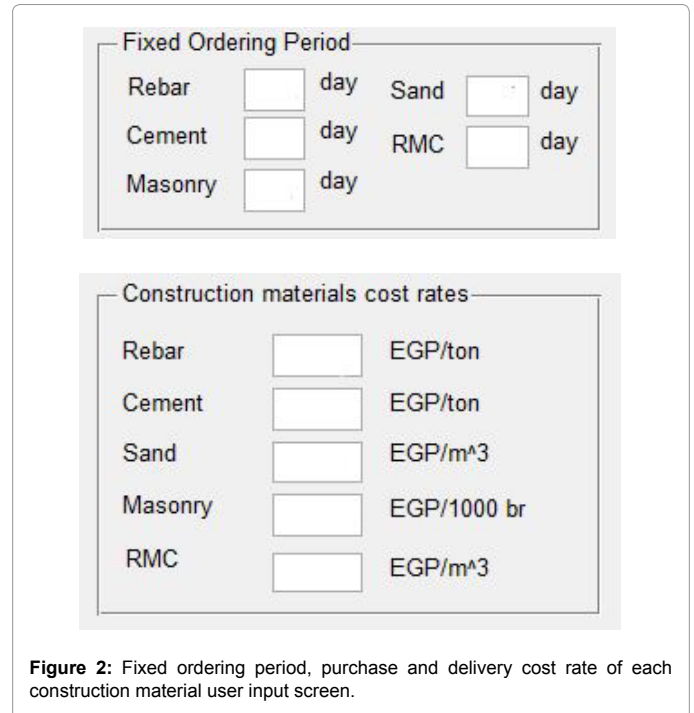 Fixed Ordering Period
Rebar day Sand day
Cement day RMC day
Masonry day
Construction materials cost rates
Rebar EGP/ton
Cement EGP/ton
Sand EGP/m^3
Masonry EGP/1000 br
RMC EGP/m^3
Figure 2: Fixed ordering period, purchase and delivery cost rate of each
construction material user input screen.